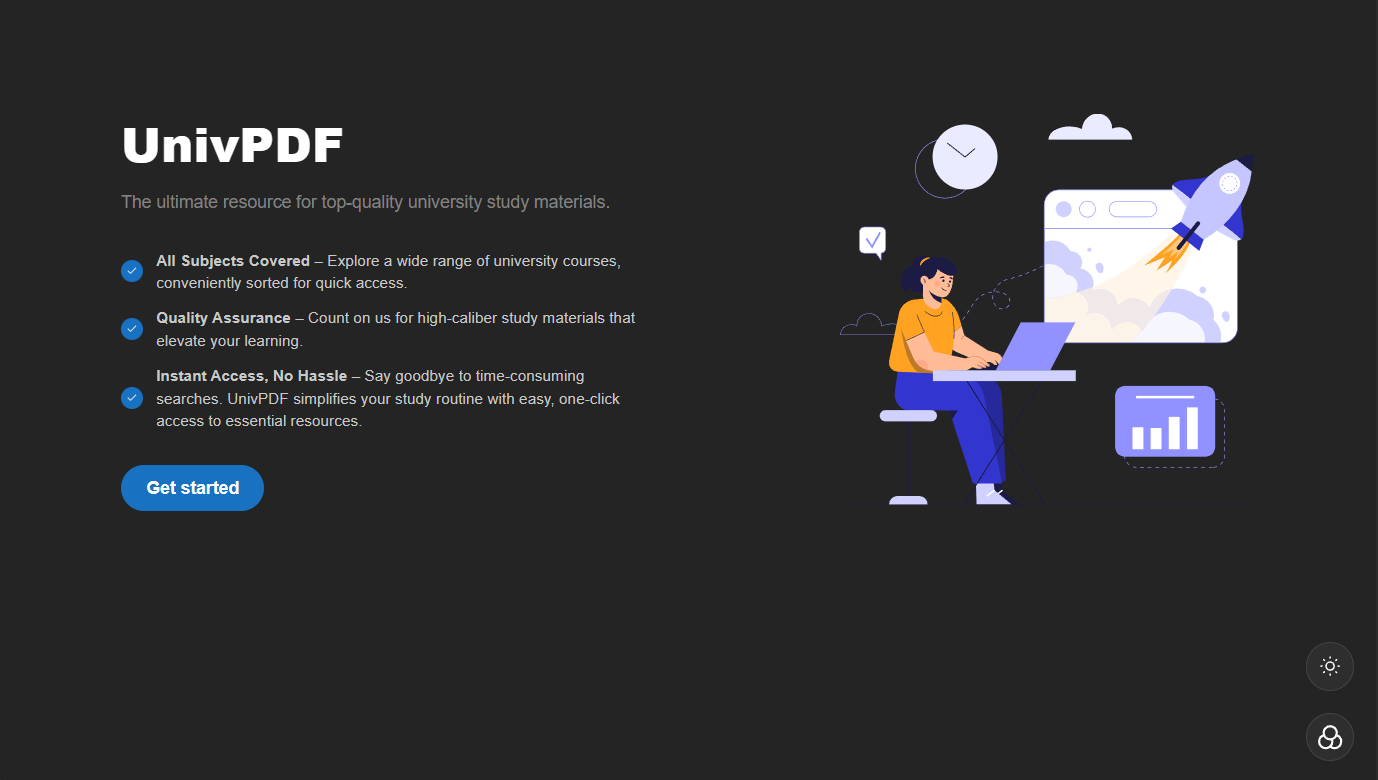 UnivPDF
The ultimate resource for top-quality university study materials.
All Subjects Covered – Explore a wide range of university courses,
conveniently sorted for quick access.
Quality Assurance – Count on us for high-caliber study materials that
elevate your learning.
Instant Access, No Hassle – Say goodbye to time-consuming
searches. UnivPDF simplifies your study routine with easy, one-click
access to essential resources.
Get started